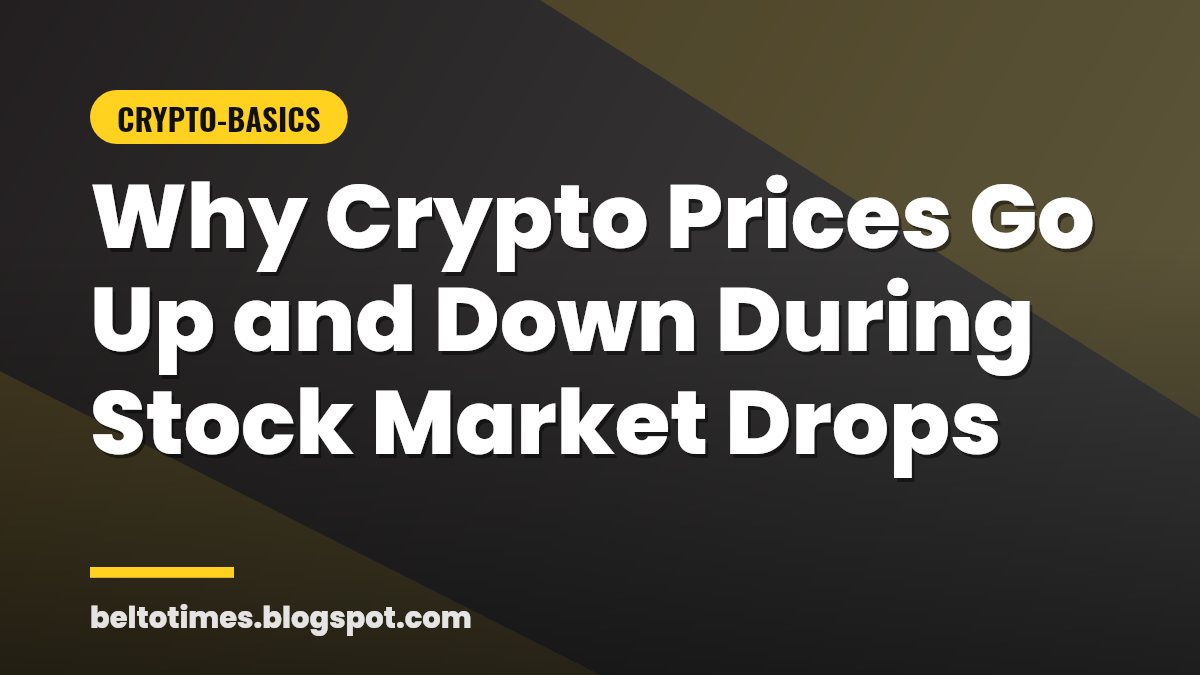 CRYPTO-BASICS
Why Crypto Prices Go
Up and Down During
Stock Market Drops
beltotimes.blogspot.com